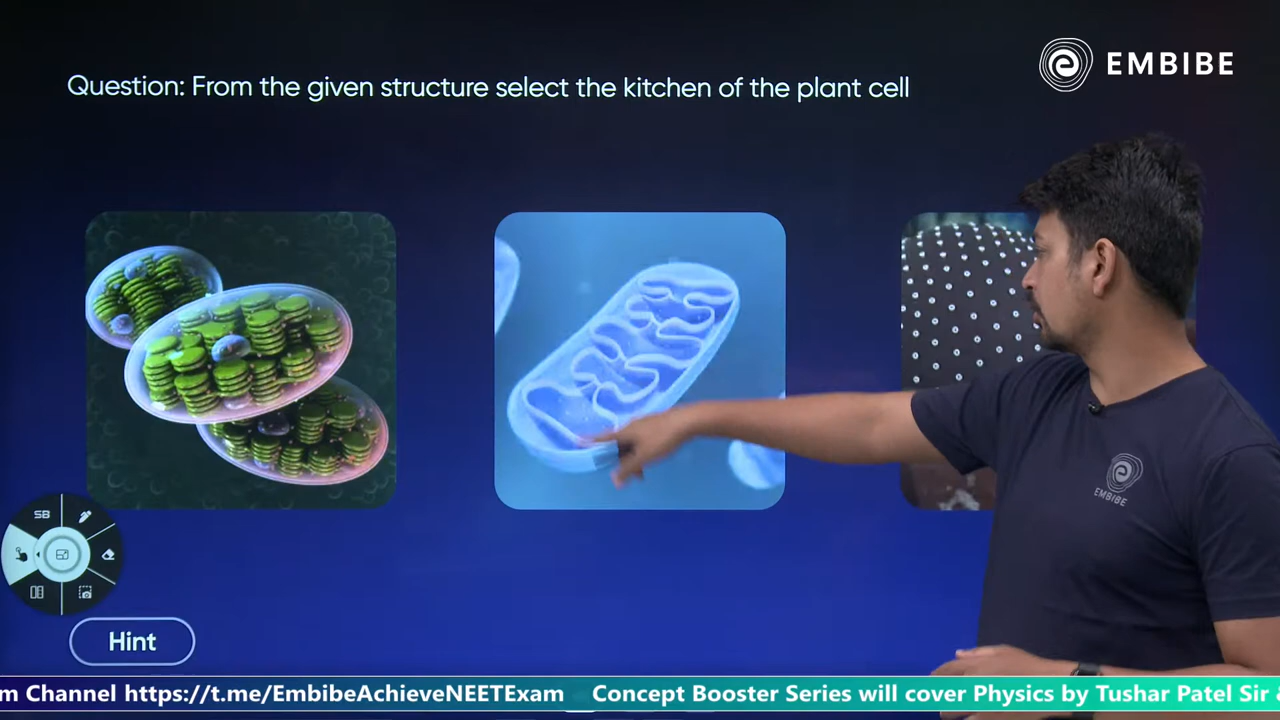 EMBIBE
Question: From the given structure select the kitchen of the plant cell
EMBIBE
SB
Hint
m Channel https://t.me/EmbibeAchieveNEETExam Concept Booster Series will cover Physics by Tushar Patel Sir &